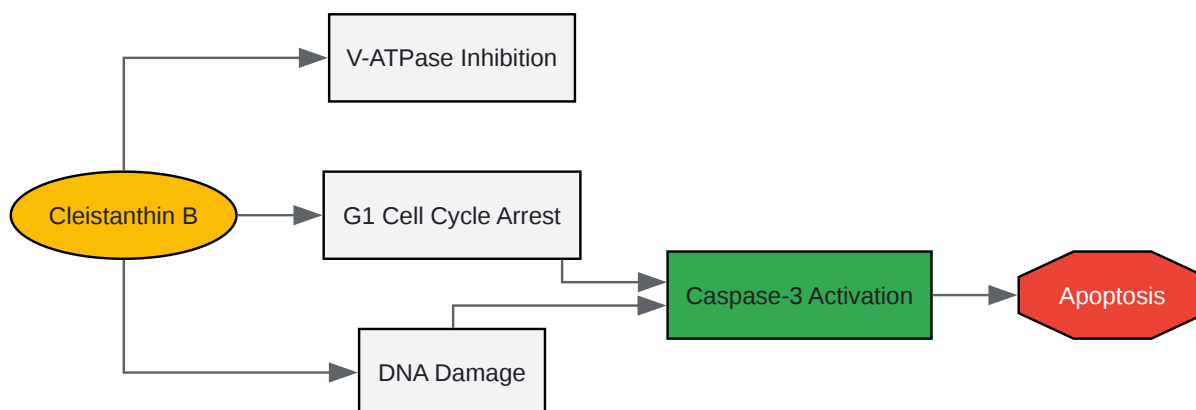 V-ATPase Inhibition
Cleistanthin B
G1 Cell Cycle Arrest
Caspase-3 Activation
Apoptosis
DNA Damage